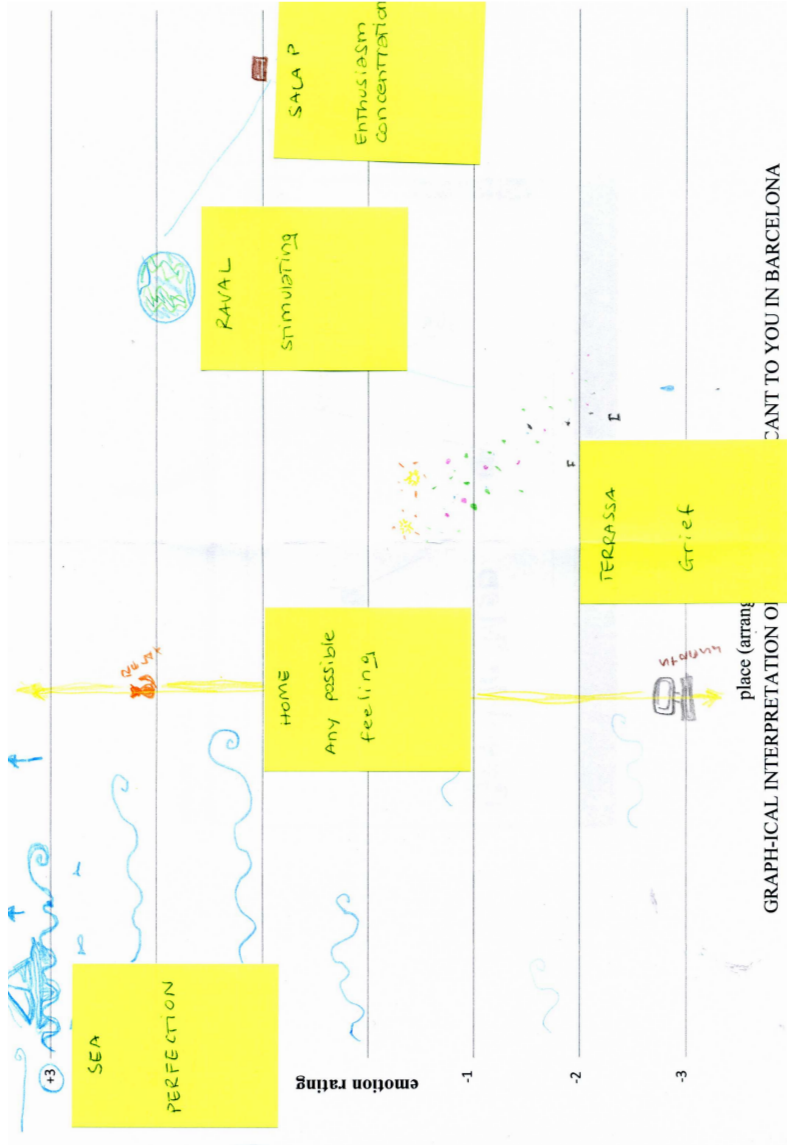 +3
emotion rating
-1
-2
-3
SEA
PERFECTION
HOME
Any possible
feeling
TERRASSA
Grief
RAVAL
stimulating
SALA P
Enthusiasm
concentration
place (arrang
GRAPH-ICAL INTERPRETATION O
CANT TO YOU IN BARCELONA